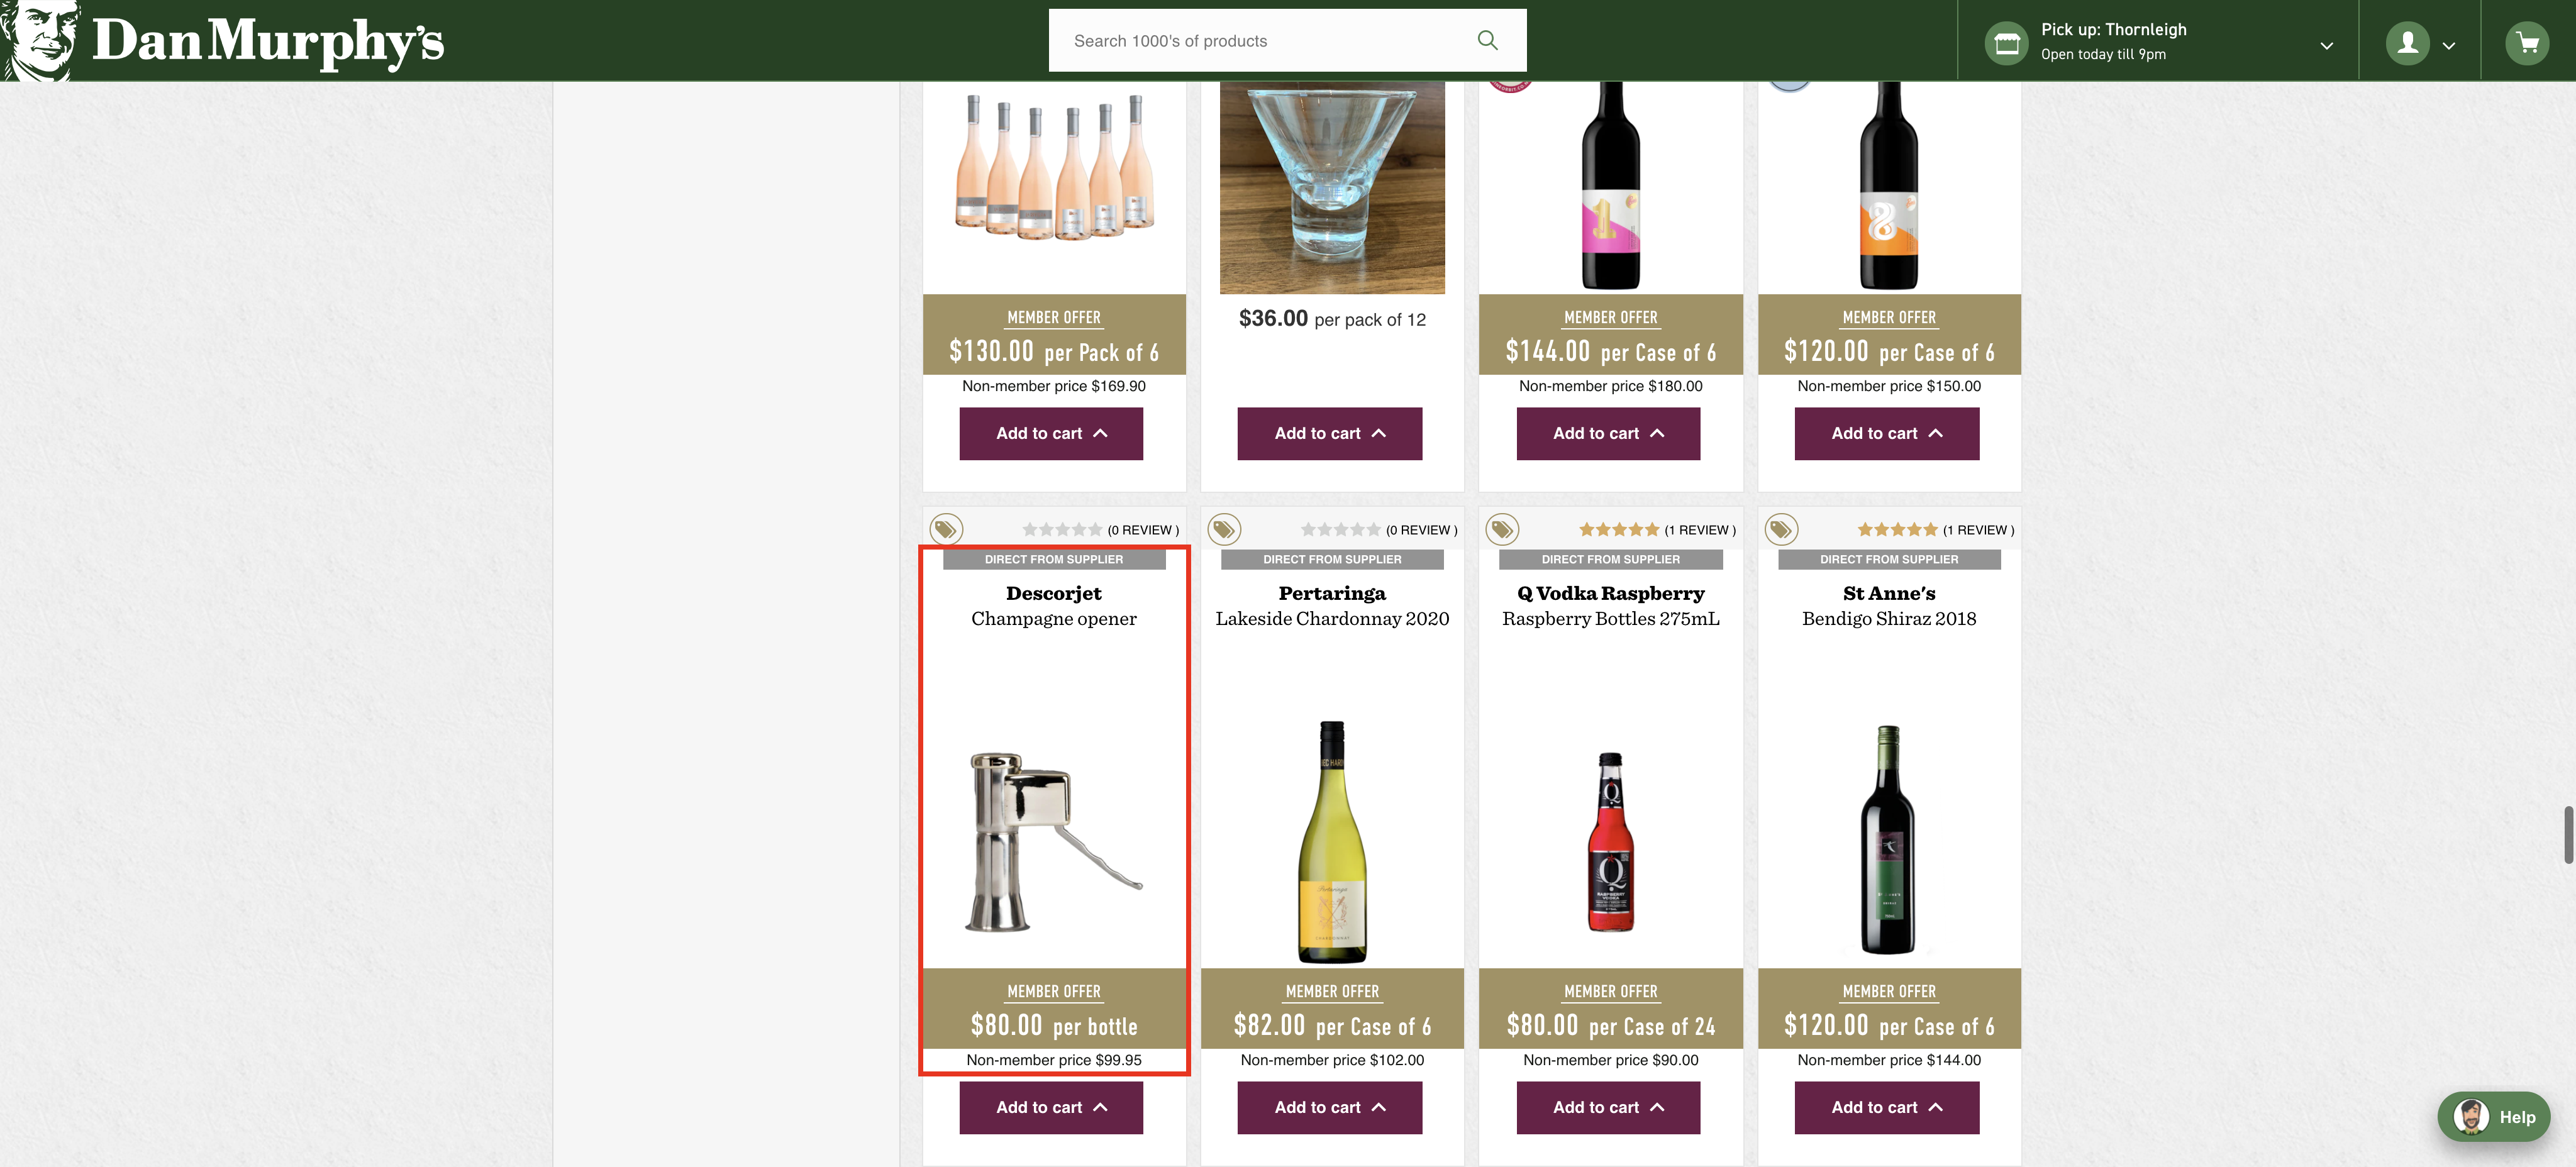 Dan Murphy's
Search 1000's of products
Pick up: Thornleigh
Open today till 9pm
MEMBER OFFER
$130.00 per Pack of 6
Non-member price $169.90
Add to cart
$36.00 per pack of 12
Add to cart
1
MEMBER OFFER
$144.00 per Case of 6
Non-member price $180.00
Add to cart
8
MEMBER OFFER
$120.00 per Case of 6
Non-member price $150.00
Add to cart
(0 REVIEW )
DIRECT FROM SUPPLIER
Descorjet
Champagne opener
MEMBER OFFER
$80.00 per bottle
Non-member price $99.95
Add to cart
(0 REVIEW )
DIRECT FROM SUPPLIER
Pertaringa
Lakeside Chardonnay 2020
Pertaringa
CHARDONNAY
MEMBER OFFER
$82.00 per Case of 6
Non-member price $102.00
Add to cart
(1 REVIEW )
DIRECT FROM SUPPLIER
Q Vodka Raspberry
Raspberry Bottles 275mL
Q
Q
RASPBERRY
VODKA
MEMBER OFFER
$80.00 per Case of 24
Non-member price $90.00
Add to cart
(1 REVIEW )
DIRECT FROM SUPPLIER
St Anne's
Bendigo Shiraz 2018
MEMBER OFFER
$120.00 per Case of 6
Non-member price $144.00
Add to cart
Help